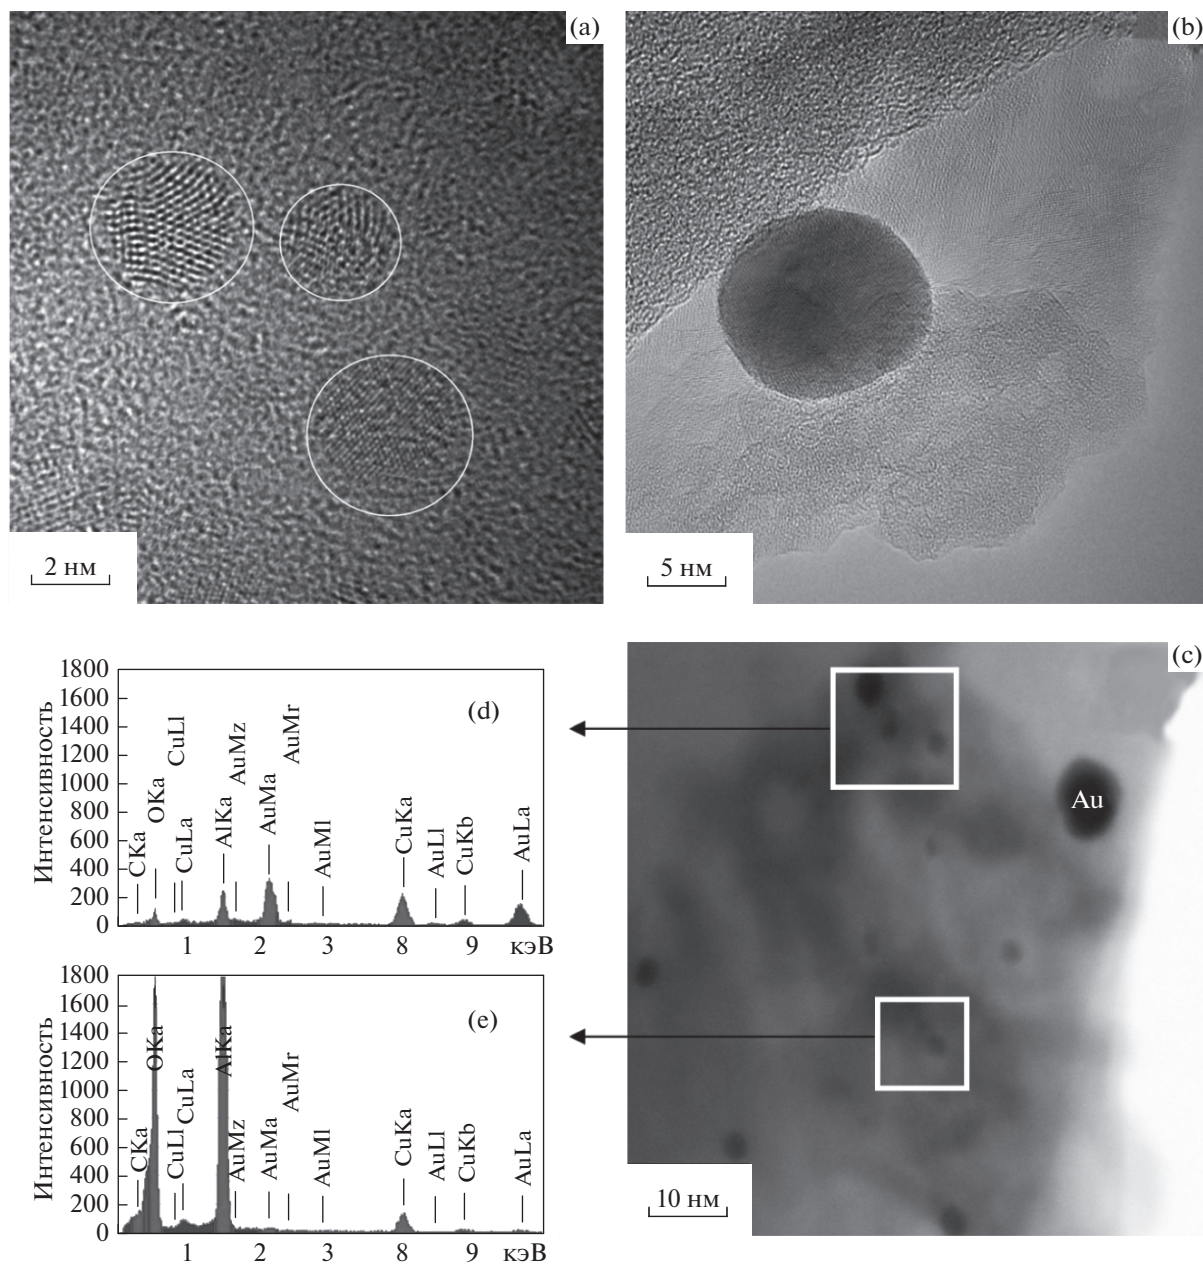 (a)
2 нм
(b)
5 нм
Интенсивность
1800
1600
1400
1200
1000
800
600
400
200
0
CKa
OKa
CuLl
CuLa
AlKa
AuMz
AuMa
AuMr
AuMl
CuKa
AuLl
CuKb
AuLa
(d)
1 2 3 8 9 кэВ
Интенсивность
1800
1600
1400
1200
1000
800
600
400
200
0
CKa
OKa
CuLl
CuLa
AlKa
AuMz
AuMa
AuMr
AuMl
CuKa
AuLl
CuKb
AuLa
(e)
1 2 3 8 9 кэВ
(c)
Au
10 нм